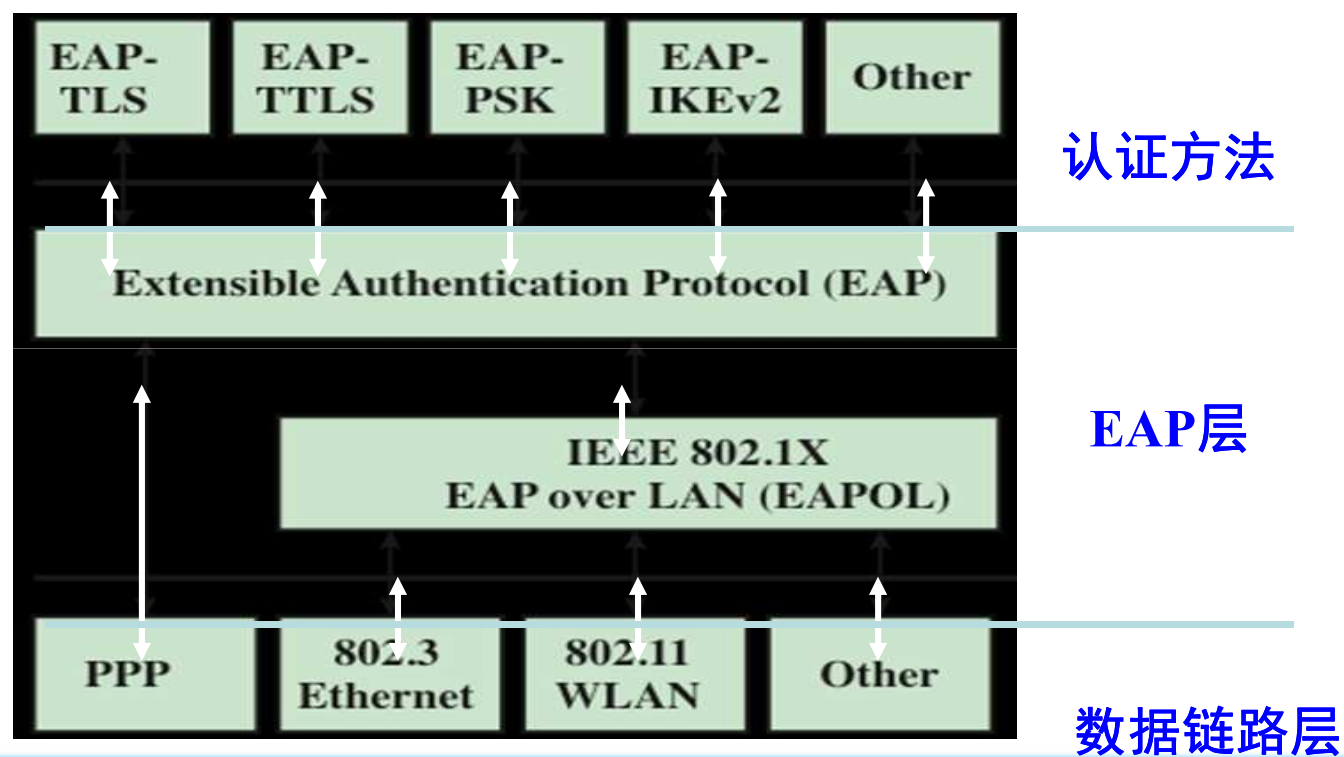 EAP-
TLS
EAP-
TTLS
EAP-
PSK
EAP-
IKEv2
Other
认证方法
Extensible Authentication Protocol (EAP)
EAP层
IEEE 802.1X
EAP over LAN (EAPOL)
PPP
802.3
Ethernet
802.11
WLAN
Other
数据链路层